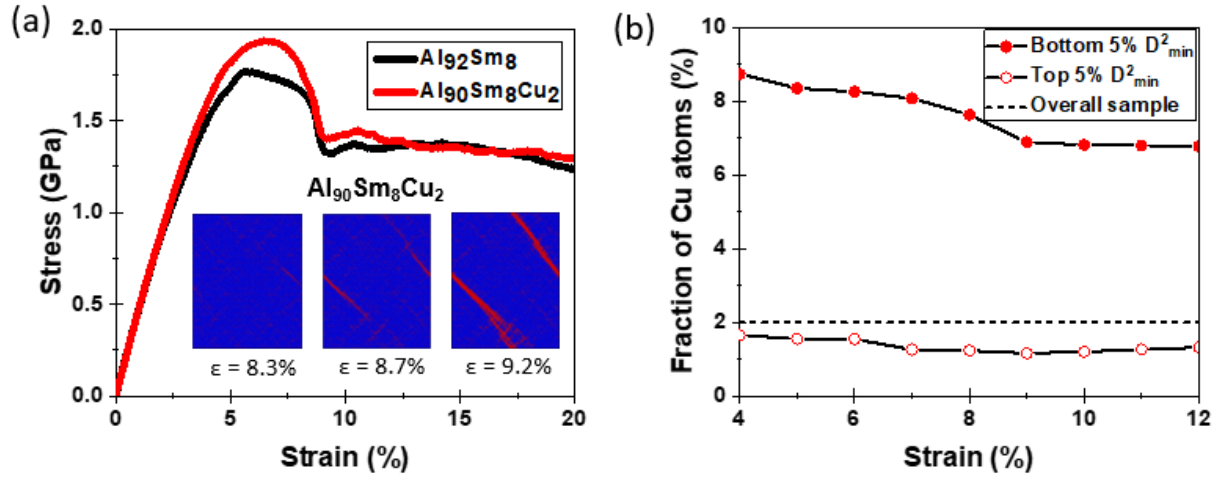 (a)
Stress (GPa)
2.0
1.5
1.0
0.5
0.0
Al92Sm8
Al90Sm8Cu2
Al90Sm8Cu2
ε = 8.3% ε = 8.7% ε = 9.2%
0 5 10 15 20
Strain (%)
(b)
Fraction of Cu atoms (%)
10
8
6
4
2
0
Bottom 5% D²min
Top 5% D²min
Overall sample
4 6 8 10 12
Strain (%)